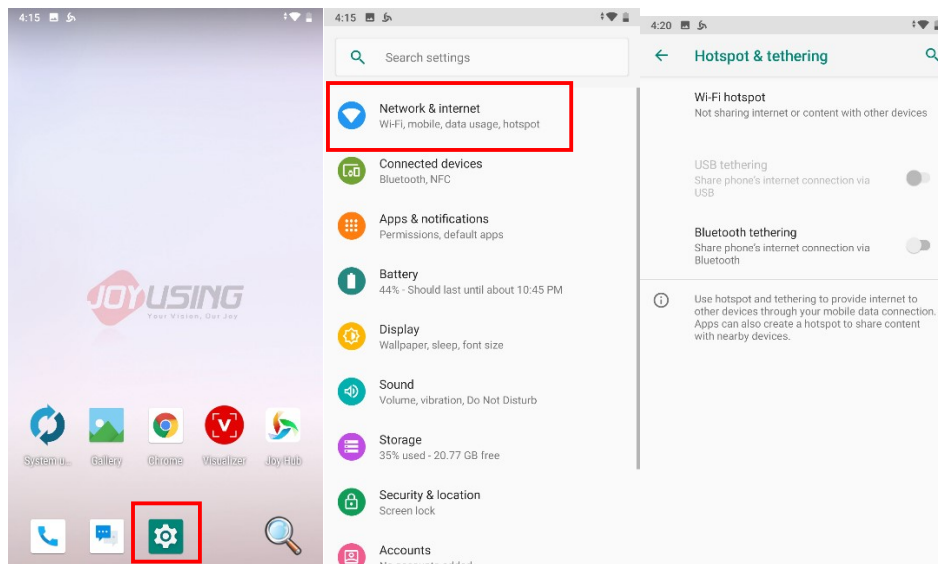 4:15
JOYUSING
Your Vision, Our Joy
System u...
Gallery
Chrome
Visualizer
Joy Hub
4:15
Search settings
Network & internet
Wi-Fi, mobile, data usage, hotspot
Connected devices
Bluetooth, NFC
Apps & notifications
Permissions, default apps
Battery
44% - Should last until about 10:45 PM
Display
Wallpaper, sleep, font size
Sound
Volume, vibration, Do Not Disturb
Storage
35% used - 20.77 GB free
Security & location
Screen lock
Accounts
No accounts added
4:20
Hotspot & tethering
Wi-Fi hotspot
Not sharing internet or content with other devices
USB tethering
Share phone's internet connection via
USB
Bluetooth tethering
Share phone's internet connection via
Bluetooth
Use hotspot and tethering to provide internet to
other devices through your mobile data connection.
Apps can also create a hotspot to share content
with nearby devices.